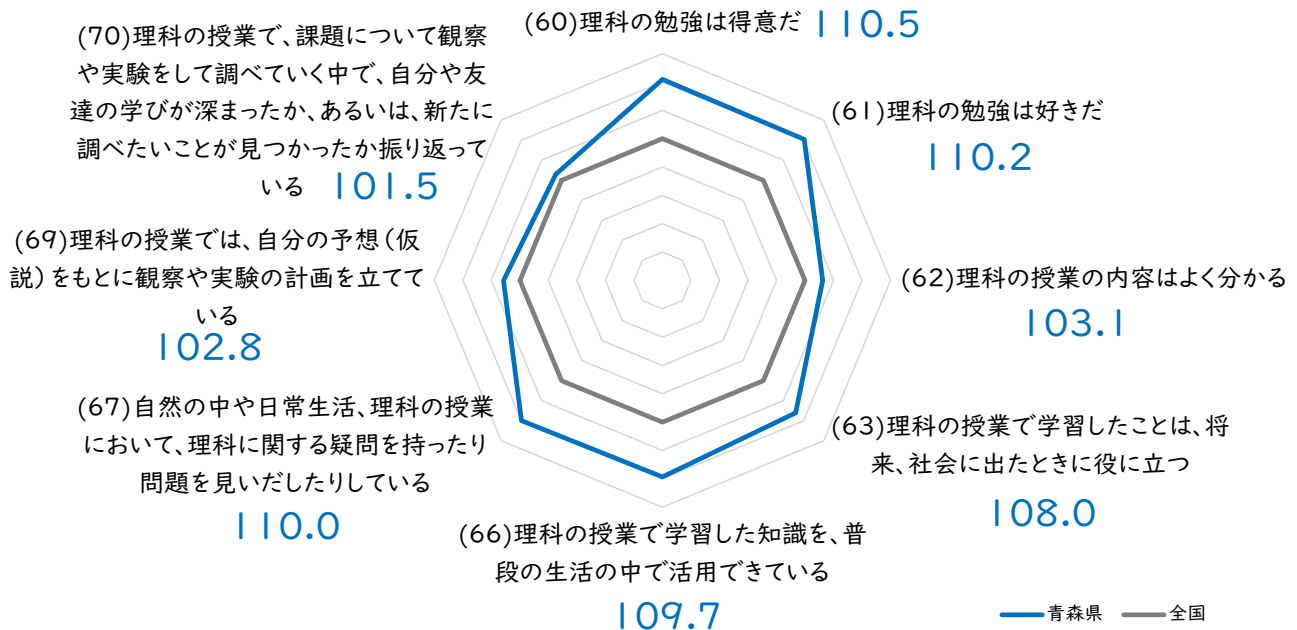 (60)理科の勉強は得意だ 110.5
(61)理科の勉強は好きだ
110.2
(62)理科の授業の内容はよく分かる
103.1
(63)理科の授業で学習したことは、将
来、社会に出たときに役に立つ
108.0
(66)理科の授業で学習した知識を、普
段の生活の中で活用できている
109.7
(67)自然の中や日常生活、理科の授業
において、理科に関する疑問を持ったり
問題を見いだしたりしている
110.0
(69)理科の授業では、自分の予想(仮
説)をもとに観察や実験の計画を立てて
いる
102.8
(70)理科の授業で、課題について観察
や実験をして調べていく中で、自分や友
達の学びが深まったか、あるいは、新たに
調べたいことが見つかったか振り返って
いる 101.5
青森県 全国